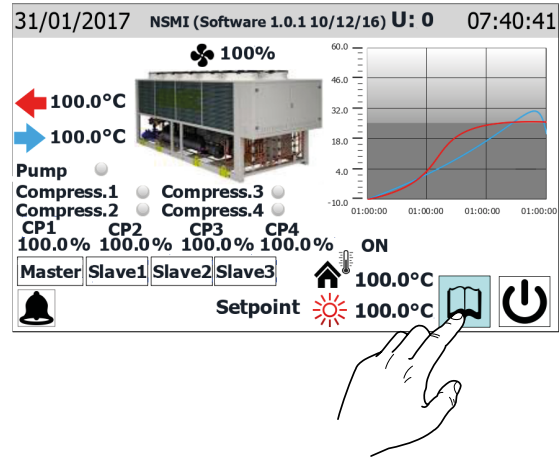 31/01/2017 NSMI (Software 1.0.1 10/12/16) U: 0 07:40:41
100%
100.0°C
100.0°C
60.0
46.0
32.0
18.0
4.0
-10.0
01:00:00 01:00:00 01:00:00 01:00:00
Pump
Compress.1 Compress.3
Compress.2 Compress.4
CP1 CP2 CP3 CP4
100.0% 100.0% 100.0% 100.0%
ON
Master Slave1 Slave2 Slave3
100.0°C
Setpoint 100.0°C